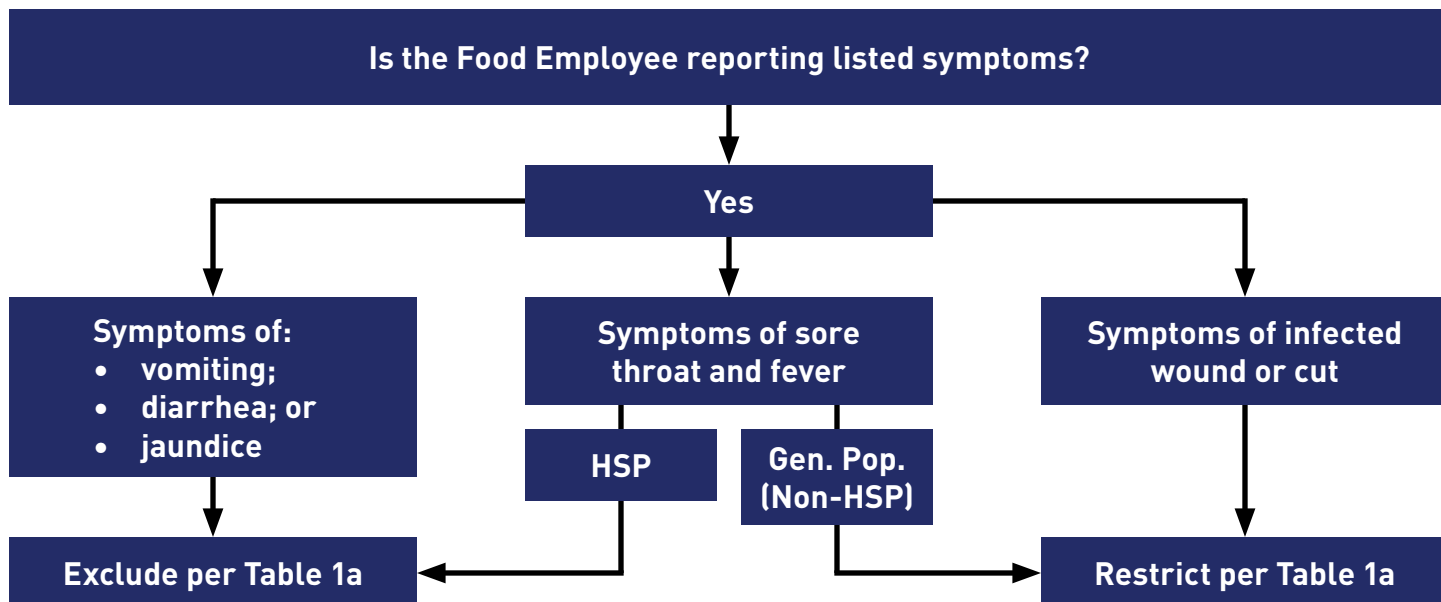 Is the Food Employee reporting listed symptoms?
Yes
Symptoms of:
• vomiting;
• diarrhea; or
• jaundice
Symptoms of sore
throat and fever
Symptoms of infected
wound or cut
HSP
Gen. Pop.
(Non-HSP)
Exclude per Table 1a
Restrict per Table 1a